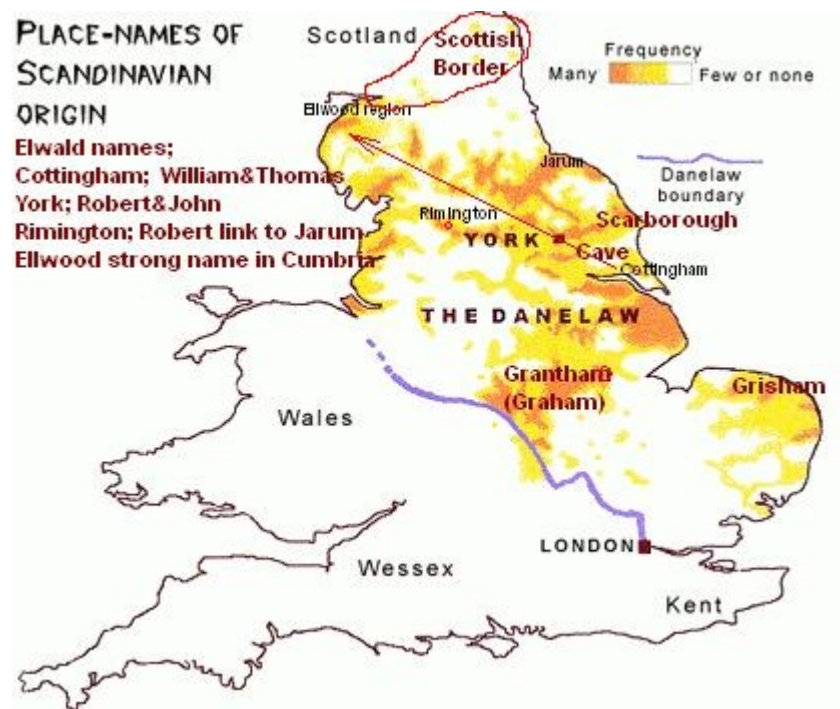 PLACE-NAMES OF
SCANDINAVIAN
ORIGIN
Elwald names;
Cottingham; William&Thomas
York; Robert&John
Rimington; Robert link to Jarum
Ellwood strong name in Cumbria
Scotland
Scottish
Border
Frequency
Many
Few or none
Danelaw
boundary
Ellwood region
Jarum
Rimington
Scarborough
YORK
Cave
Cottingham
THE DANELAW
Grantham
(Graham)
Grisham
Wales
LONDON
Wessex
Kent